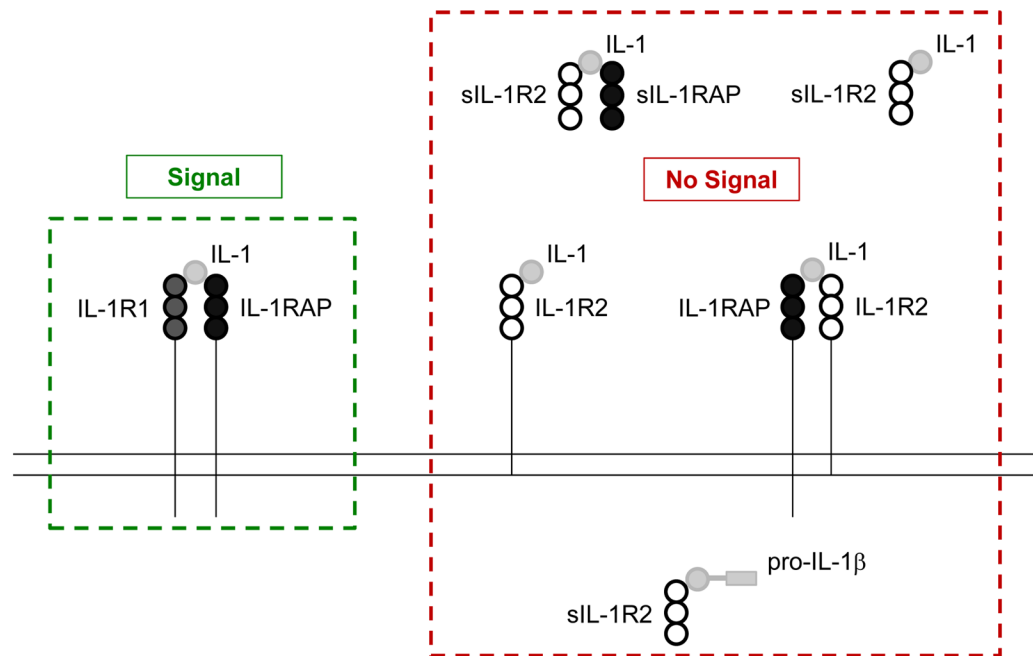 IL-1
sIL-1R2
sIL-1RAP
IL-1
sIL-1R2
Signal
No Signal
IL-1
IL-1R1
IL-1RAP
IL-1
IL-1R2
IL-1
IL-1RAP
IL-1R2
pro-IL-1β
sIL-1R2